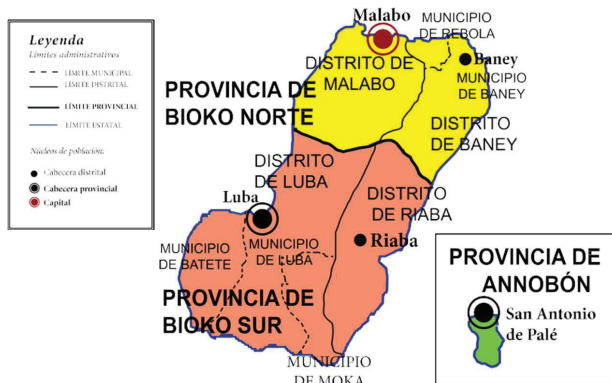 Leyenda
Límites administrativos
LÍMITE MUNICIPAL
LÍMITE DISTRITAL
LÍMITE PROVINCIAL
LÍMITE ESTATAL
Núcleos de población:
Cabecera distrital
Cabecera provincial
Capital
Malabo
MUNICIPIO
DE REBOLA
Baney
DISTRITO DE
MALABO
MUNICIPIO
DE BANEY
PROVINCIA DE
BIOKO NORTE
DISTRITO
DE BANEY
DISTRITO
DE LUBA
DISTRITO
DE RIABA
Luba
Riaba
MUNICIPIO
DE BATETE
MUNICIPIO
DE LUBA
PROVINCIA DE
BIOKO SUR
MUNICIPIO
DE MOKA
PROVINCIA DE
ANNOBÓN
San Antonio
de Palé